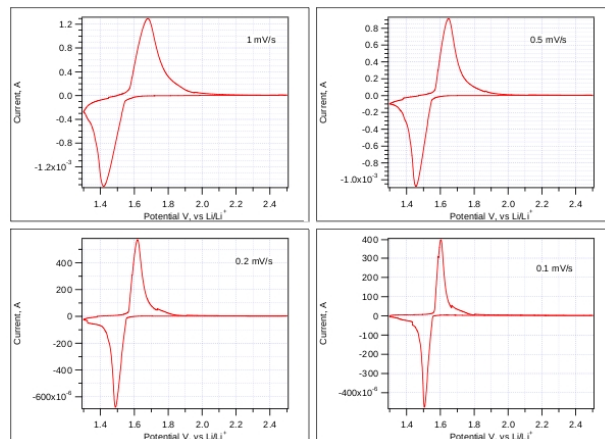 1.2
0.8
0.4
0.0
-0.4
-0.8
-1.2x10-3
Current, A
1 mV/s
1.4 1.6 1.8 2.0 2.2 2.4
Potential V, vs Li/Li+
0.8
0.6
0.4
0.2
0.0
-0.2
-0.4
-0.6
-0.8
-1.0x10-3
Current, A
0.5 mV/s
1.4 1.6 1.8 2.0 2.2 2.4
Potential V, vs Li/Li+
400
200
0
-200
-400
-600x10-6
Current, A
0.2 mV/s
1.4 1.6 1.8 2.0 2.2 2.4
Potential V, vs Li/Li+
400
300
200
100
0
-100
-200
-300
-400x10-6
Current, A
0.1 mV/s
1.4 1.6 1.8 2.0 2.2 2.4
Potential V, vs Li/Li+